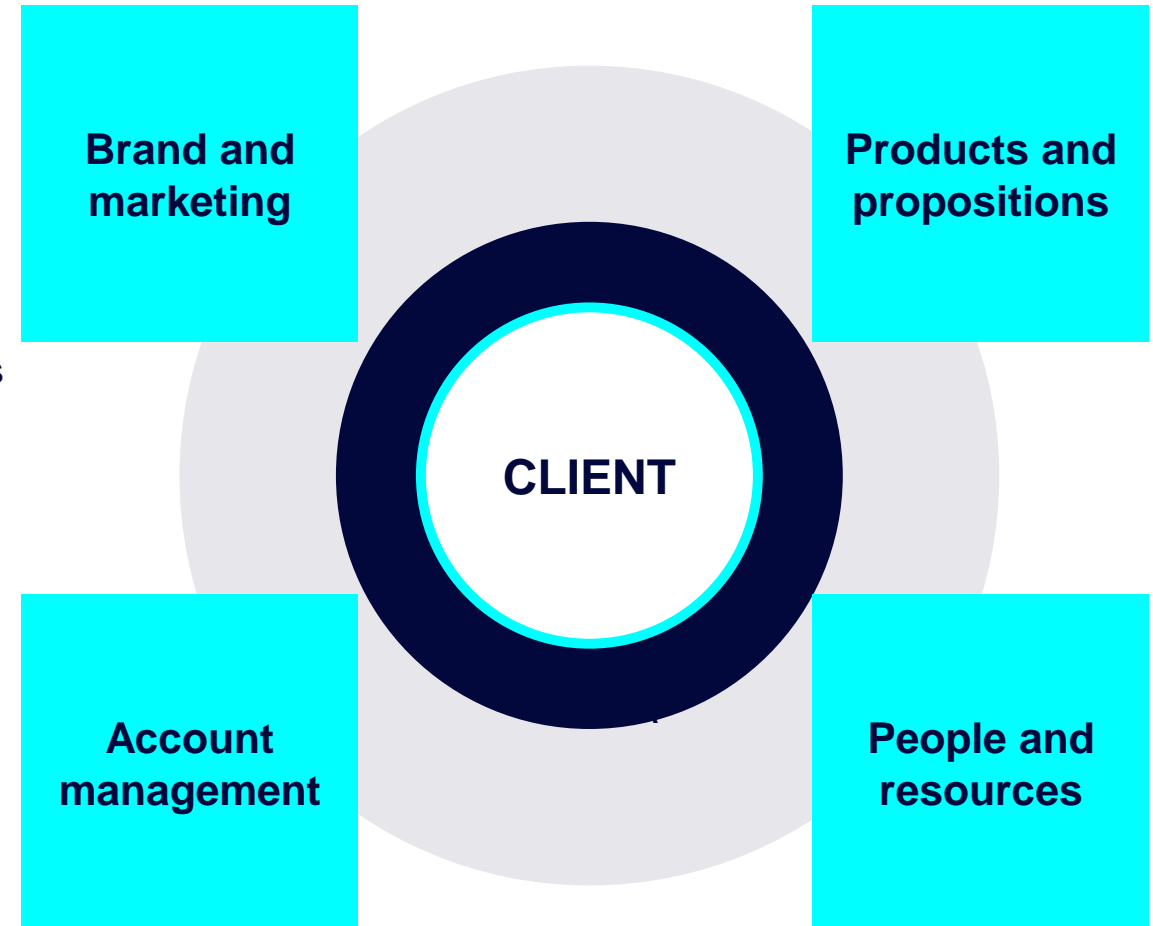 Brand and
marketing
Products and
propositions
s
CLIENT
Account
management
People and
resources